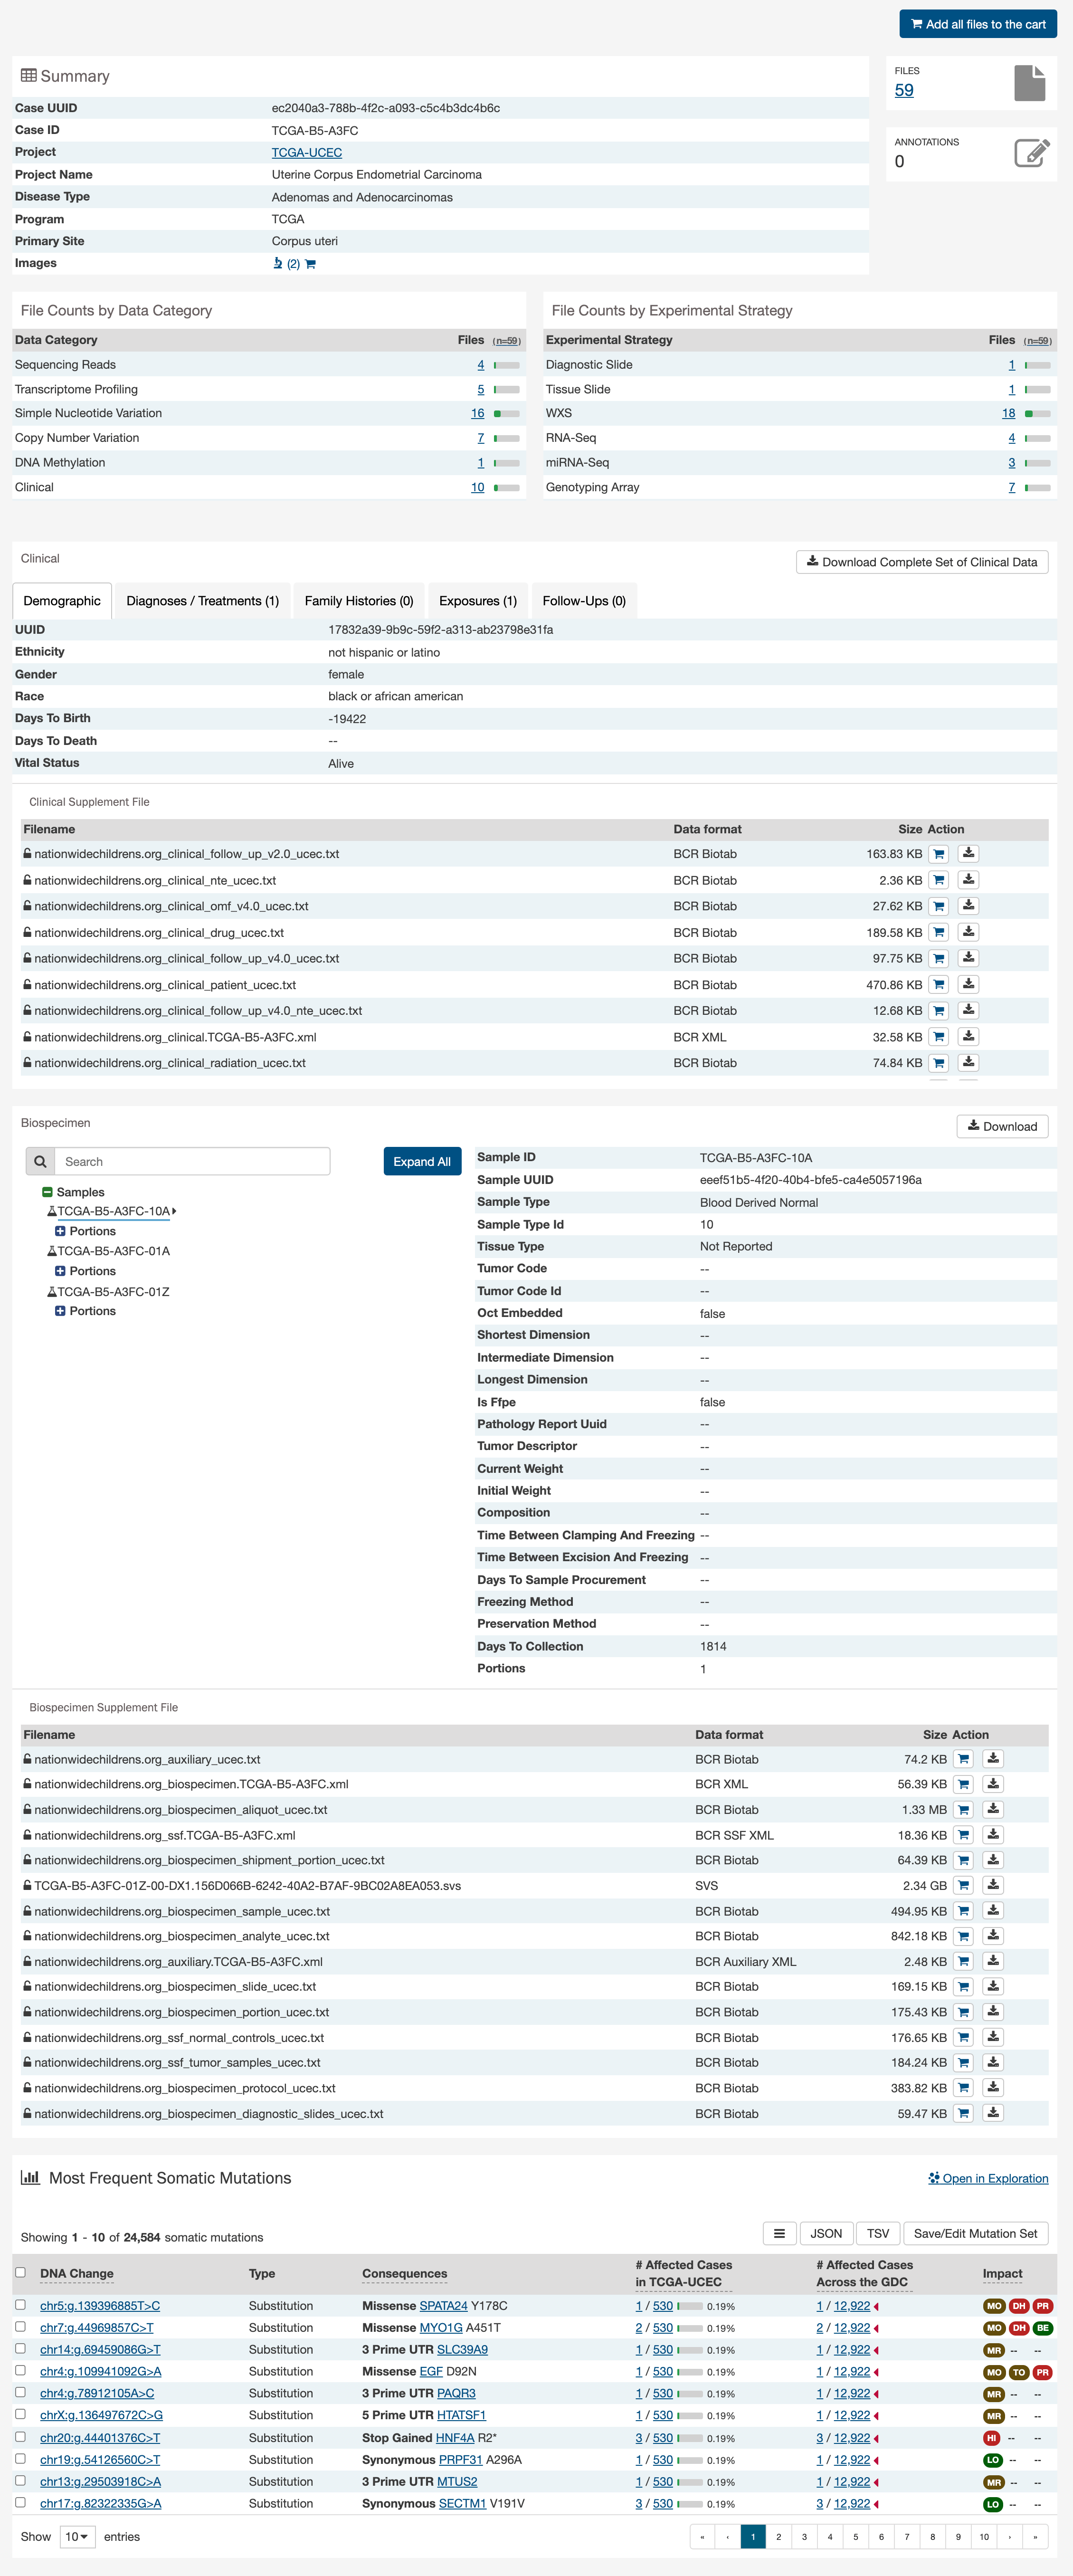 Add all files to the cart
Summary
Case UUID ec2040a3-788b-4f2c-a093-c5c4b3dc4b6c
Case ID TCGA-B5-A3FC
Project TCGA-UCEC
Project Name Uterine Corpus Endometrial Carcinoma
Disease Type Adenomas and Adenocarcinomas
Program TCGA
Primary Site Corpus uteri
Images (2)
FILES
59
ANNOTATIONS
0
File Counts by Data Category
Data Category Files (n=59)
Sequencing Reads 4
Transcriptome Profiling 5
Simple Nucleotide Variation 16
Copy Number Variation 7
DNA Methylation 1
Clinical 10
File Counts by Experimental Strategy
Experimental Strategy Files (n=59)
Diagnostic Slide 1
Tissue Slide 1
WXS 18
RNA-Seq 4
miRNA-Seq 3
Genotyping Array 7
Clinical
Download Complete Set of Clinical Data
Demographic Diagnoses / Treatments (1) Family Histories (0) Exposures (1) Follow-Ups (0)
UUID 17832a39-9b9c-59f2-a313-ab23798e31fa
Ethnicity not hispanic or latino
Gender female
Race black or african american
Days To Birth -19422
Days To Death --
Vital Status Alive
Clinical Supplement File
Filename Data format Size Action
nationwidechildrens.org_clinical_follow_up_v2.0_ucec.txt BCR Biotab 163.83 KB
nationwidechildrens.org_clinical_nte_ucec.txt BCR Biotab 2.36 KB
nationwidechildrens.org_clinical_omf_v4.0_ucec.txt BCR Biotab 27.62 KB
nationwidechildrens.org_clinical_drug_ucec.txt BCR Biotab 189.58 KB
nationwidechildrens.org_clinical_follow_up_v4.0_ucec.txt BCR Biotab 97.75 KB
nationwidechildrens.org_clinical_patient_ucec.txt BCR Biotab 470.86 KB
nationwidechildrens.org_clinical_follow_up_v4.0_nte_ucec.txt BCR Biotab 12.68 KB
nationwidechildrens.org_clinical.TCGA-B5-A3FC.xml BCR XML 32.58 KB
nationwidechildrens.org_clinical_radiation_ucec.txt BCR Biotab 74.84 KB
Biospecimen
Download
Search
Expand All
Samples
TCGA-B5-A3FC-10A
Portions
TCGA-B5-A3FC-01A
Portions
TCGA-B5-A3FC-01Z
Portions
Sample ID TCGA-B5-A3FC-10A
Sample UUID eeef51b5-4f20-40b4-bfe5-ca4e5057196a
Sample Type Blood Derived Normal
Sample Type Id 10
Tissue Type Not Reported
Tumor Code --
Tumor Code Id --
Oct Embedded false
Shortest Dimension --
Intermediate Dimension --
Longest Dimension --
Is Ffpe false
Pathology Report Uuid --
Tumor Descriptor --
Current Weight --
Initial Weight --
Composition --
Time Between Clamping And Freezing --
Time Between Excision And Freezing --
Days To Sample Procurement --
Freezing Method --
Preservation Method --
Days To Collection 1814
Portions 1
Biospecimen Supplement File
Filename Data format Size Action
nationwidechildrens.org_auxiliary_ucec.txt BCR Biotab 74.2 KB
nationwidechildrens.org_biospecimen.TCGA-B5-A3FC.xml BCR XML 56.39 KB
nationwidechildrens.org_biospecimen_aliquot_ucec.txt BCR Biotab 1.33 MB
nationwidechildrens.org_ssf.TCGA-B5-A3FC.xml BCR SSF XML 18.36 KB
nationwidechildrens.org_biospecimen_shipment_portion_ucec.txt BCR Biotab 64.39 KB
TCGA-B5-A3FC-01Z-00-DX1.156D066B-6242-40A2-B7AF-9BC02A8EA053.svs SVS 2.34 GB
nationwidechildrens.org_biospecimen_sample_ucec.txt BCR Biotab 494.95 KB
nationwidechildrens.org_biospecimen_analyte_ucec.txt BCR Biotab 842.18 KB
nationwidechildrens.org_auxiliary.TCGA-B5-A3FC.xml BCR Auxiliary XML 2.48 KB
nationwidechildrens.org_biospecimen_slide_ucec.txt BCR Biotab 169.15 KB
nationwidechildrens.org_biospecimen_portion_ucec.txt BCR Biotab 175.43 KB
nationwidechildrens.org_ssf_normal_controls_ucec.txt BCR Biotab 176.65 KB
nationwidechildrens.org_ssf_tumor_samples_ucec.txt BCR Biotab 184.24 KB
nationwidechildrens.org_biospecimen_protocol_ucec.txt BCR Biotab 383.82 KB
nationwidechildrens.org_biospecimen_diagnostic_slides_ucec.txt BCR Biotab 59.47 KB
Most Frequent Somatic Mutations
Open in Exploration
Showing 1 - 10 of 24,584 somatic mutations
JSON TSV Save/Edit Mutation Set
DNA Change Type Consequences # Affected Cases in TCGA-UCEC # Affected Cases Across the GDC Impact
chr5:g.139396885T>C Substitution Missense SPATA24 Y178C 1 / 530 0.19% 1 / 12,922 MO DH PR
chr7:g.44969857C>T Substitution Missense MYO1G A451T 2 / 530 0.19% 2 / 12,922 MO DH BE
chr14:g.69459086G>T Substitution 3 Prime UTR SLC39A9 1 / 530 0.19% 1 / 12,922 MR -- --
chr4:g.109941092G>A Substitution Missense EGF D92N 1 / 530 0.19% 1 / 12,922 MO TO PR
chr4:g.78912105A>C Substitution 3 Prime UTR PAQR3 1 / 530 0.19% 1 / 12,922 MR -- --
chrX:g.136497672C>G Substitution 5 Prime UTR HTATSF1 1 / 530 0.19% 1 / 12,922 MR -- --
chr20:g.44401376C>T Substitution Stop Gained HNF4A R2* 3 / 530 0.19% 3 / 12,922 HI -- --
chr19:g.54126560C>T Substitution Synonymous PRPF31 A296A 1 / 530 0.19% 1 / 12,922 LO -- --
chr13:g.29503918C>A Substitution 3 Prime UTR MTUS2 1 / 530 0.19% 1 / 12,922 MR -- --
chr17:g.82322335G>A Substitution Synonymous SECTM1 V191V 3 / 530 0.19% 3 / 12,922 LO -- --
Show 10 entries
« ‹ 1 2 3 4 5 6 7 8 9 10 › »